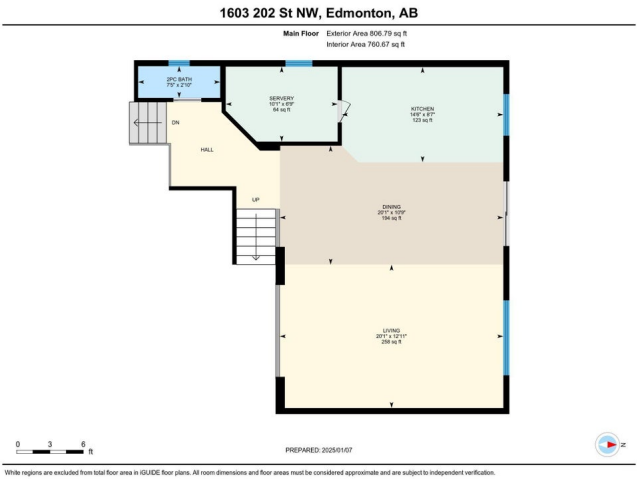 1603 202 St NW, Edmonton, AB
Main Floor Exterior Area 806.79 sq ft
Interior Area 760.67 sq ft
2PC BATH
7'5" x 2'10"
SERVERY
10'1" x 6'9"
64 sq ft
KITCHEN
14'6" x 8'7"
123 sq ft
DN
HALL
UP
DINING
20'1" x 10'9"
194 sq ft
LIVING
20'1" x 12'11"
258 sq ft
0 3 6
ft
PREPARED: 2025/01/07
N
White regions are excluded from total floor area in iGUIDE floor plans. All room dimensions and floor areas must be considered approximate and are subject to independent verification.